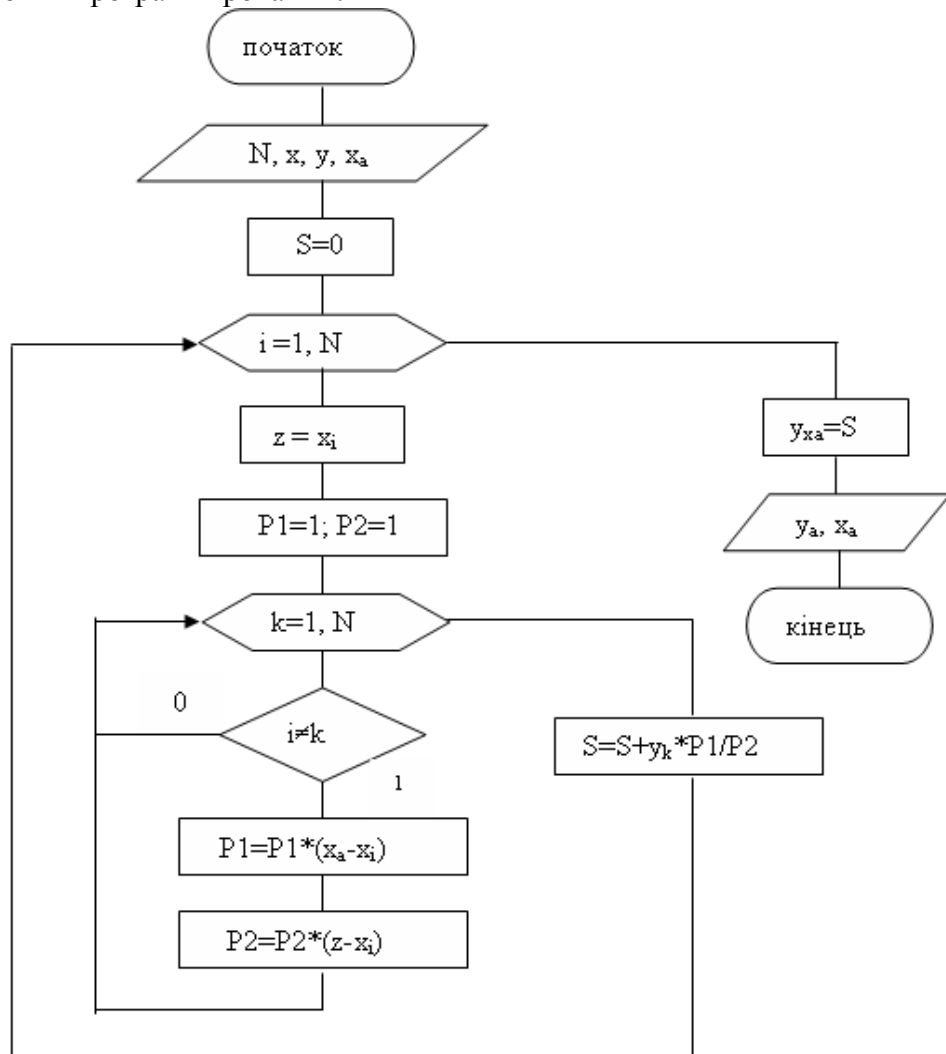 початок
N, x, y, xₐ
S=0
i =1, N
z = xᵢ
yₓₐ=S
P1=1; P2=1
yₐ, xₐ
k=1, N
кінець
0
i≠k
S=S+yₖ*P1/P2
1
P1=P1*(xₐ-xᵢ)
P2=P2*(z-xᵢ)